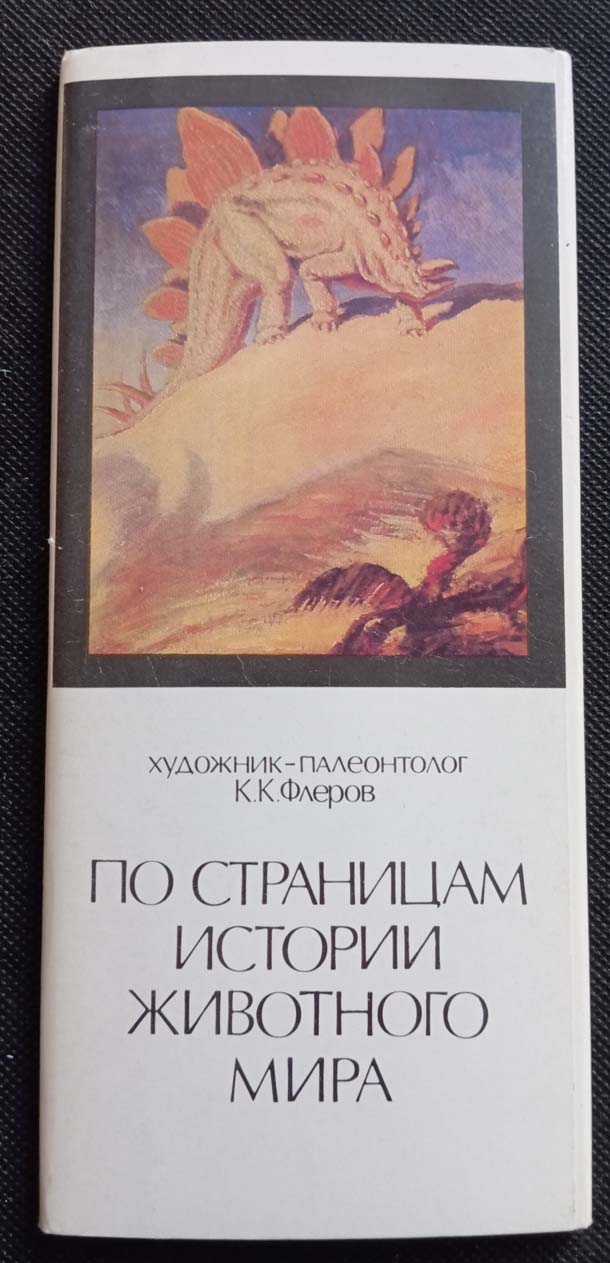 ХУДОЖНИК-ПАЛЕОНТОЛОГ
К.К.Флеров
ПО СТРАНИЦАМ
ИСТОРИИ
ЖИВОТНОГО
МИРА